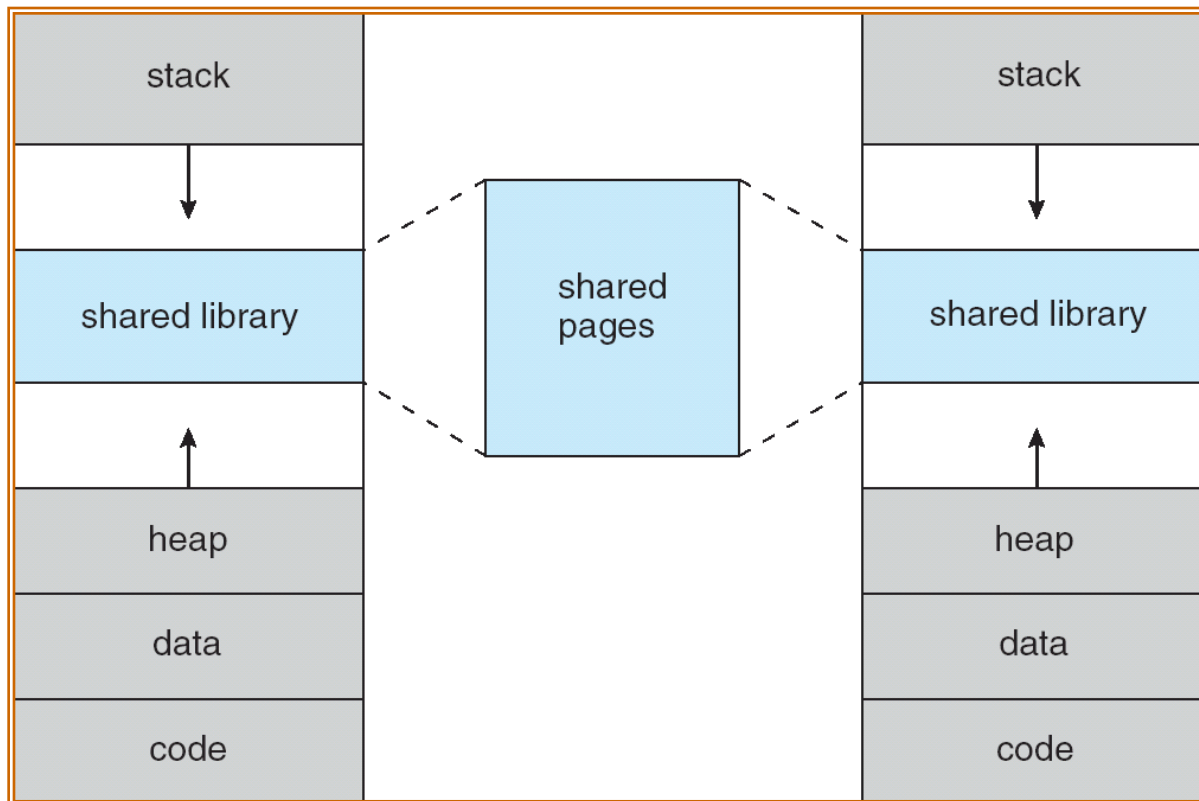 stack
shared library
heap
data
code
shared
pages
stack
shared library
heap
data
code